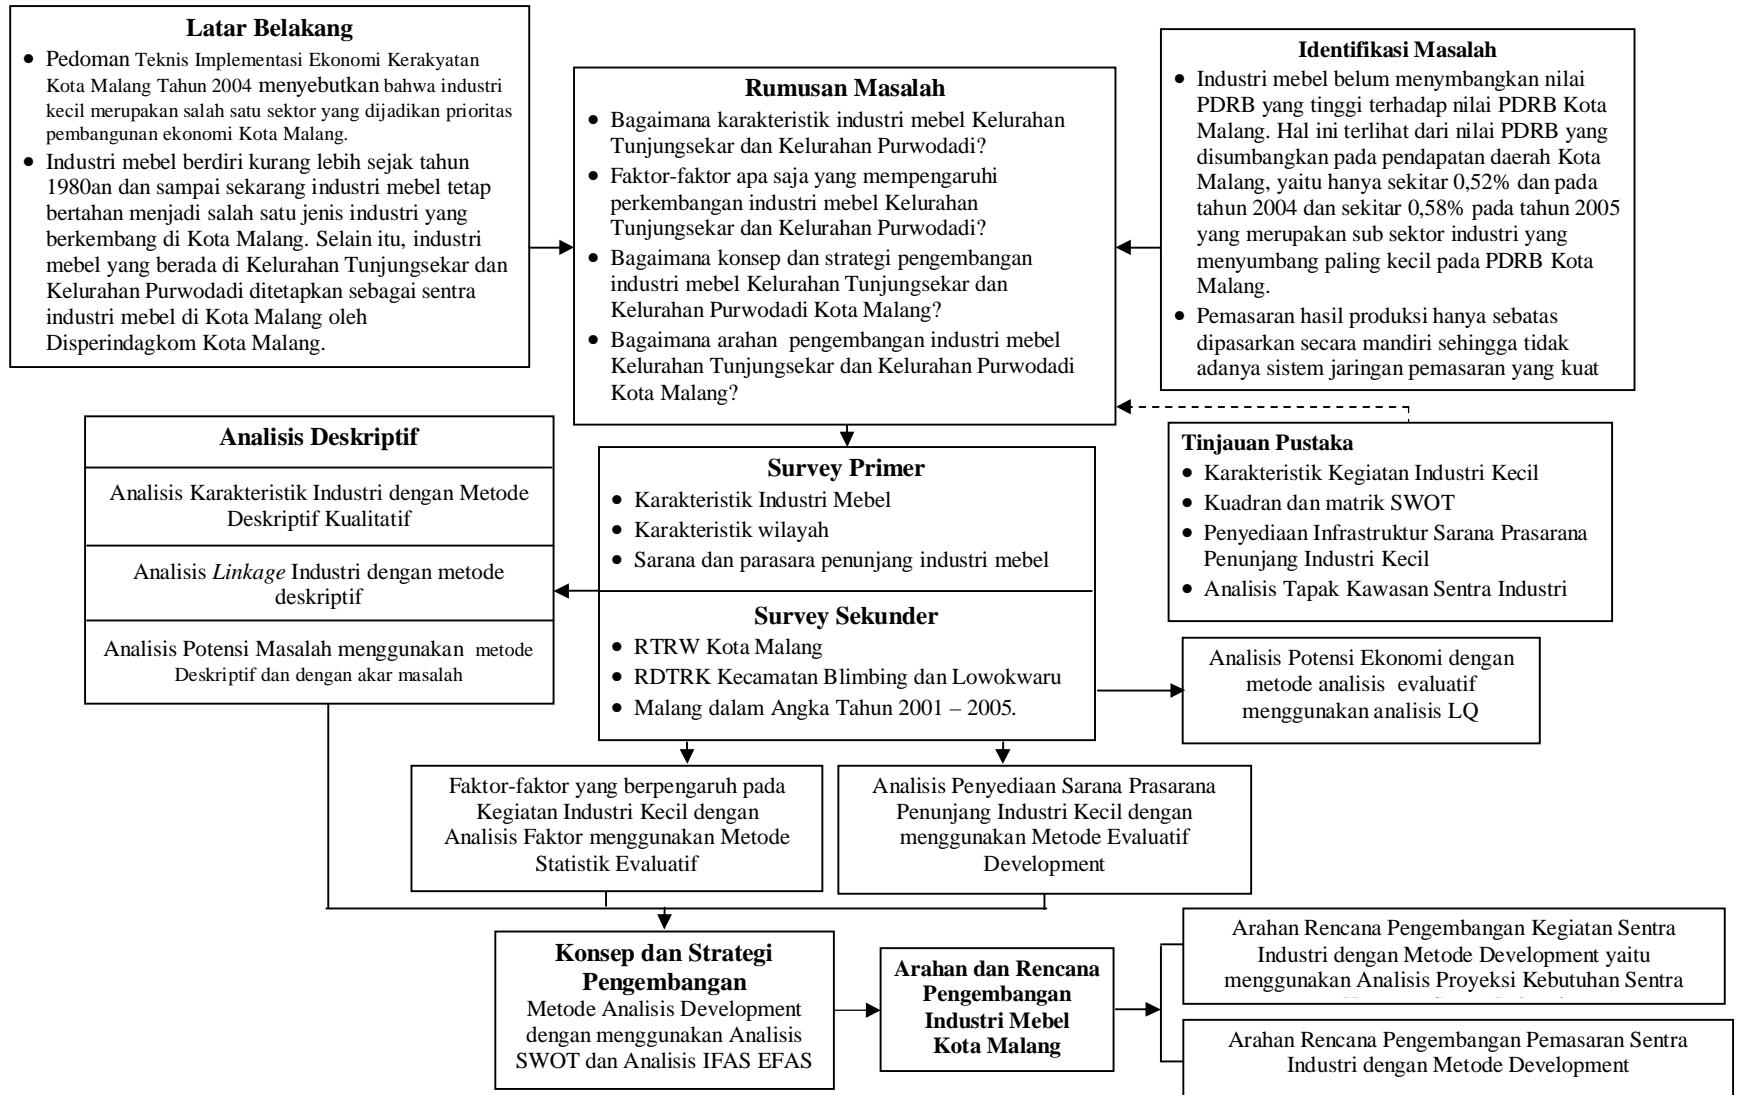 Latar Belakang
• Pedoman Teknis Implementasi Ekonomi Kerakyatan
Kota Malang Tahun 2004 menyebutkan bahwa industri
kecil merupakan salah satu sektor yang dijadikan prioritas
pembangunan ekonomi Kota Malang.
• Industri mebel berdiri kurang lebih sejak tahun
1980an dan sampai sekarang industri mebel tetap
bertahan menjadi salah satu jenis industri yang
berkembang di Kota Malang. Selain itu, industri
mebel yang berada di Kelurahan Tunjungsekar dan
Kelurahan Purwodadi ditetapkan sebagai sentra
industri mebel di Kota Malang oleh
Disperindagkom Kota Malang.
Rumusan Masalah
• Bagaimana karakteristik industri mebel Kelurahan
Tunjungsekar dan Kelurahan Purwodadi?
• Faktor-faktor apa saja yang mempengaruhi
perkembangan industri mebel Kelurahan
Tunjungsekar dan Kelurahan Purwodadi?
• Bagaimana konsep dan strategi pengembangan
industri mebel Kelurahan Tunjungsekar dan
Kelurahan Purwodadi Kota Malang?
• Bagaimana arahan pengembangan industri mebel
Kelurahan Tunjungsekar dan Kelurahan Purwodadi
Kota Malang?
Identifikasi Masalah
• Industri mebel belum menymbangkan nilai
PDRB yang tinggi terhadap nilai PDRB Kota
Malang. Hal ini terlihat dari nilai PDRB yang
disumbangkan pada pendapatan daerah Kota
Malang, yaitu hanya sekitar 0,52% dan pada
tahun 2004 dan sekitar 0,58% pada tahun 2005
yang merupakan sub sektor industri yang
menyumbang paling kecil pada PDRB Kota
Malang.
• Pemasaran hasil produksi hanya sebatas
dipasarkan secara mandiri sehingga tidak
adanya sistem jaringan pemasaran yang kuat
Analisis Deskriptif
Analisis Karakteristik Industri dengan Metode
Deskriptif Kualitatif
Analisis Linkage Industri dengan metode
deskriptif
Analisis Potensi Masalah menggunakan metode
Deskriptif dan dengan akar masalah
Survey Primer
• Karakteristik Industri Mebel
• Karakteristik wilayah
• Sarana dan parasara penunjang industri mebel
Survey Sekunder
• RTRW Kota Malang
• RDTRK Kecamatan Blimbing dan Lowokwaru
• Malang dalam Angka Tahun 2001 – 2005.
Tinjauan Pustaka
• Karakteristik Kegiatan Industri Kecil
• Kuadran dan matrik SWOT
• Penyediaan Infrastruktur Sarana Prasarana
Penunjang Industri Kecil
• Analisis Tapak Kawasan Sentra Industri
Analisis Potensi Ekonomi dengan
metode analisis evaluatif
menggunakan analisis LQ
Faktor-faktor yang berpengaruh pada
Kegiatan Industri Kecil dengan
Analisis Faktor menggunakan Metode
Statistik Evaluatif
Analisis Penyediaan Sarana Prasarana
Penunjang Industri Kecil dengan
menggunakan Metode Evaluatif
Development
Konsep dan Strategi
Pengembangan
Metode Analisis Development
dengan menggunakan Analisis
SWOT dan Analisis IFAS EFAS
Arahan dan Rencana
Pengembangan
Industri Mebel
Kota Malang
Arahan Rencana Pengembangan Kegiatan Sentra
Industri dengan Metode Development yaitu
menggunakan Analisis Proyeksi Kebutuhan Sentra
Arahan Rencana Pengembangan Pemasaran Sentra
Industri dengan Metode Development